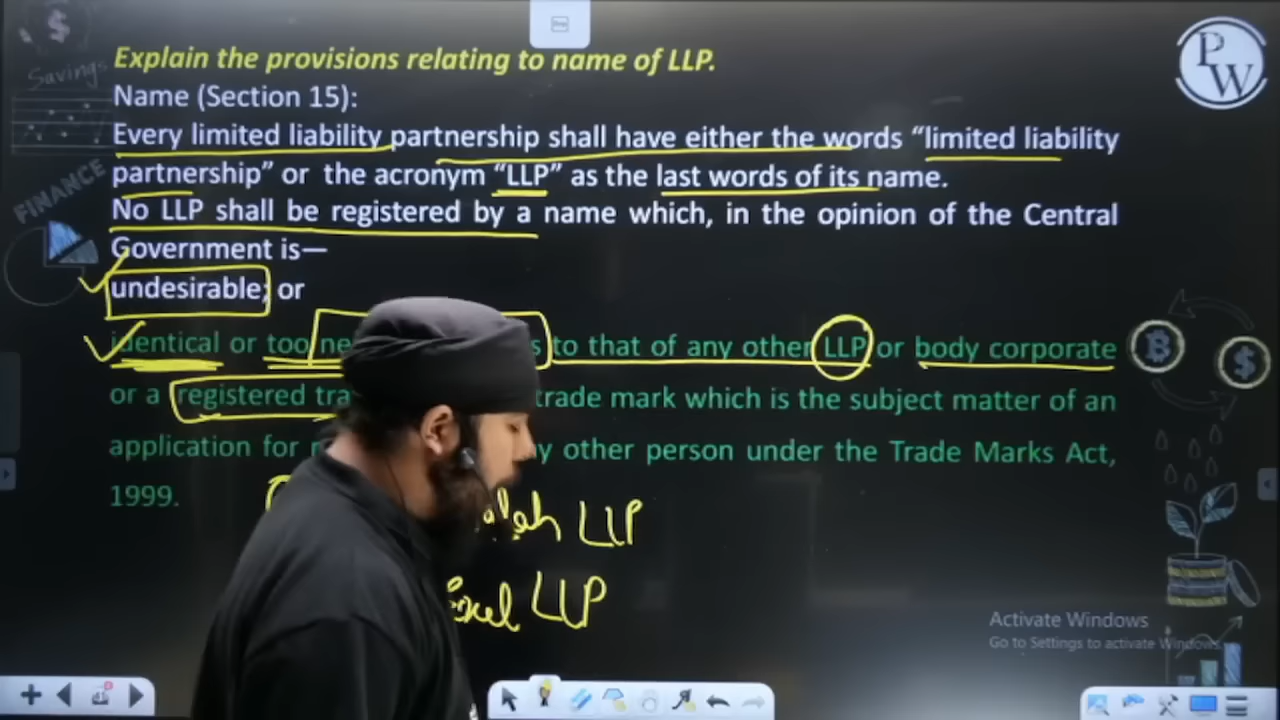 Savings
FINANCE
PW
Explain the provisions relating to name of LLP.
Name (Section 15):
Every limited liability partnership shall have either the words “limited liability
partnership” or the acronym “LLP” as the last words of its name.
No LLP shall be registered by a name which, in the opinion of the Central
Government is—
undesirable; or
identical or too to that of any other LLP or body corporate
or a registered trade mark which is the subject matter of an
application for other person under the Trade Marks Act,
1999.
LLP
LLP
Activate Windows
Go to Settings to activate Windows.